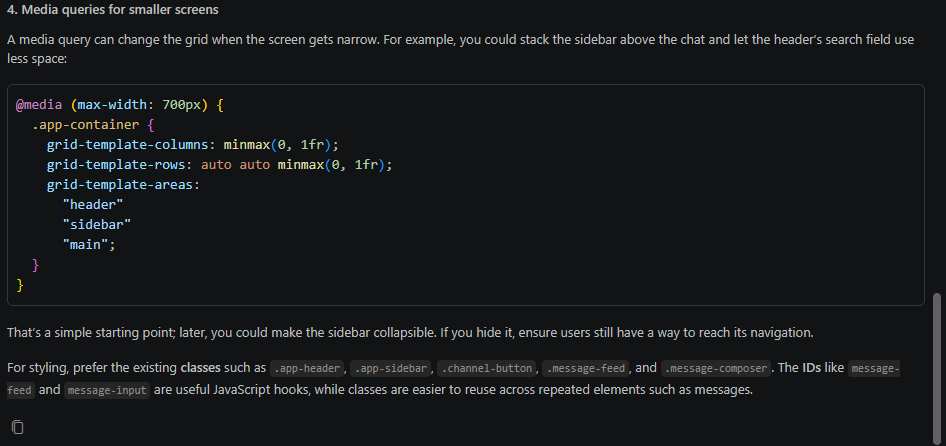 4. Media queries for smaller screens
A media query can change the grid when the screen gets narrow. For example, you could stack the sidebar above the chat and let the header’s search field use
less space:
@media (max-width: 700px) {
  .app-container {
    grid-template-columns: minmax(0, 1fr);
    grid-template-rows: auto auto minmax(0, 1fr);
    grid-template-areas:
      "header"
      "sidebar"
      "main";
  }
}
That’s a simple starting point; later, you could make the sidebar collapsible. If you hide it, ensure users still have a way to reach its navigation.
For styling, prefer the existing classes such as .app-header, .app-sidebar, .channel-button, .message-feed, and .message-composer. The IDs like message-
feed and message-input are useful JavaScript hooks, while classes are easier to reuse across repeated elements such as messages.